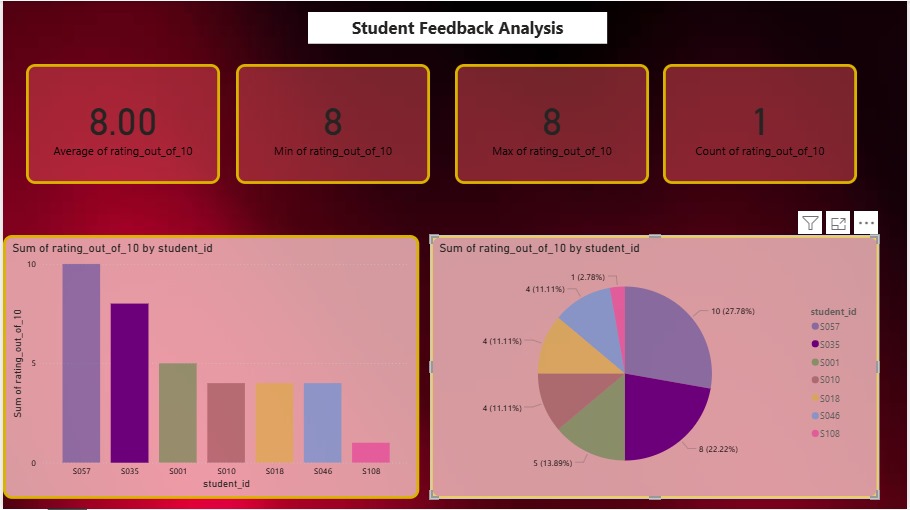 Student Feedback Analysis
8.00
Average of rating_out_of_10
8
Min of rating_out_of_10
8
Max of rating_out_of_10
1
Count of rating_out_of_10
Sum of rating_out_of_10 by student_id
Sum of rating_out_of_10
10
5
0
S057
S035
S001
S010
S018
S046
S108
student_id
Sum of rating_out_of_10 by student_id
1 (2.78%)
4 (11.11%)
4 (11.11%)
4 (11.11%)
5 (13.89%)
10 (27.78%)
8 (22.22%)
student_id
S057
S035
S001
S010
S018
S046
S108